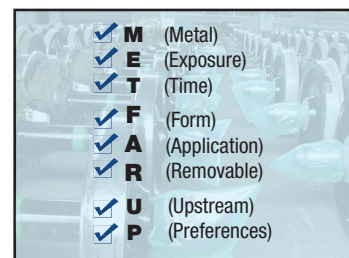 M (Metal)
E (Exposure)
T (Time)
F (Form)
A (Application)
R (Removable)
U (Upstream)
P (Preferences)